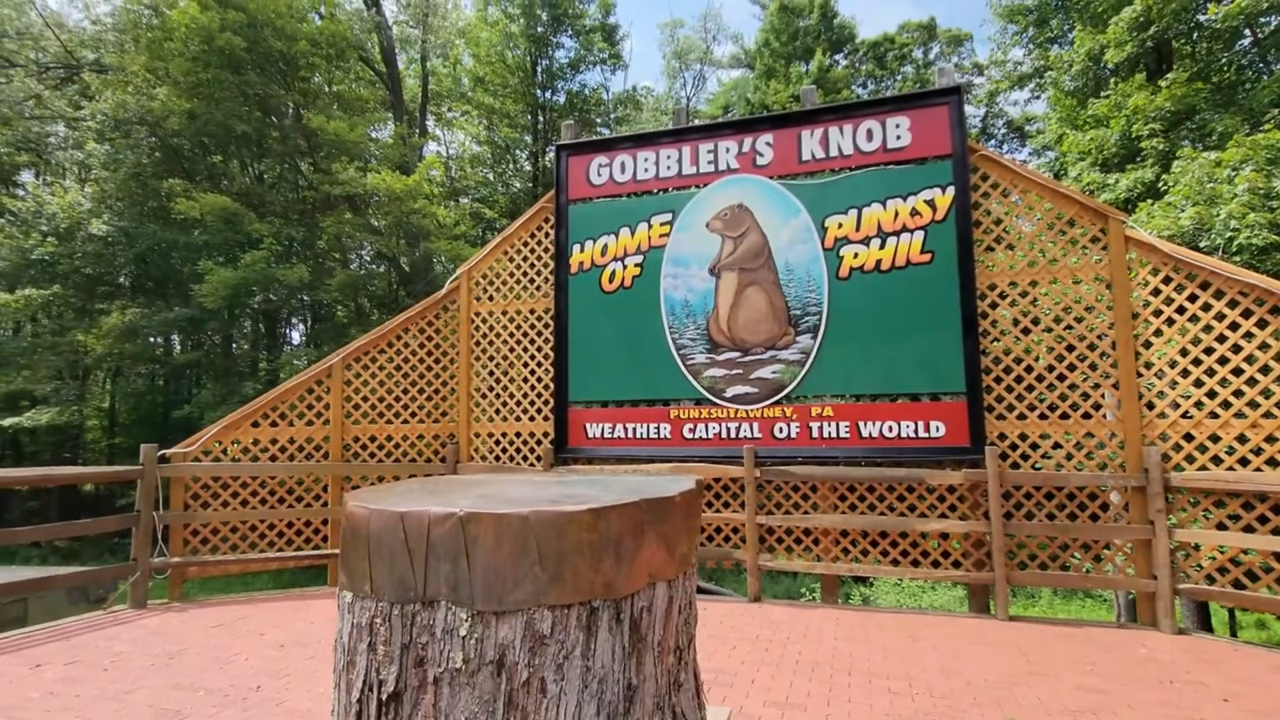 GOBBLER'S KNOB
HOME
OF
PUNXSY
PHIL
PUNXSUTAWNEY, PA
WEATHER CAPITAL OF THE WORLD